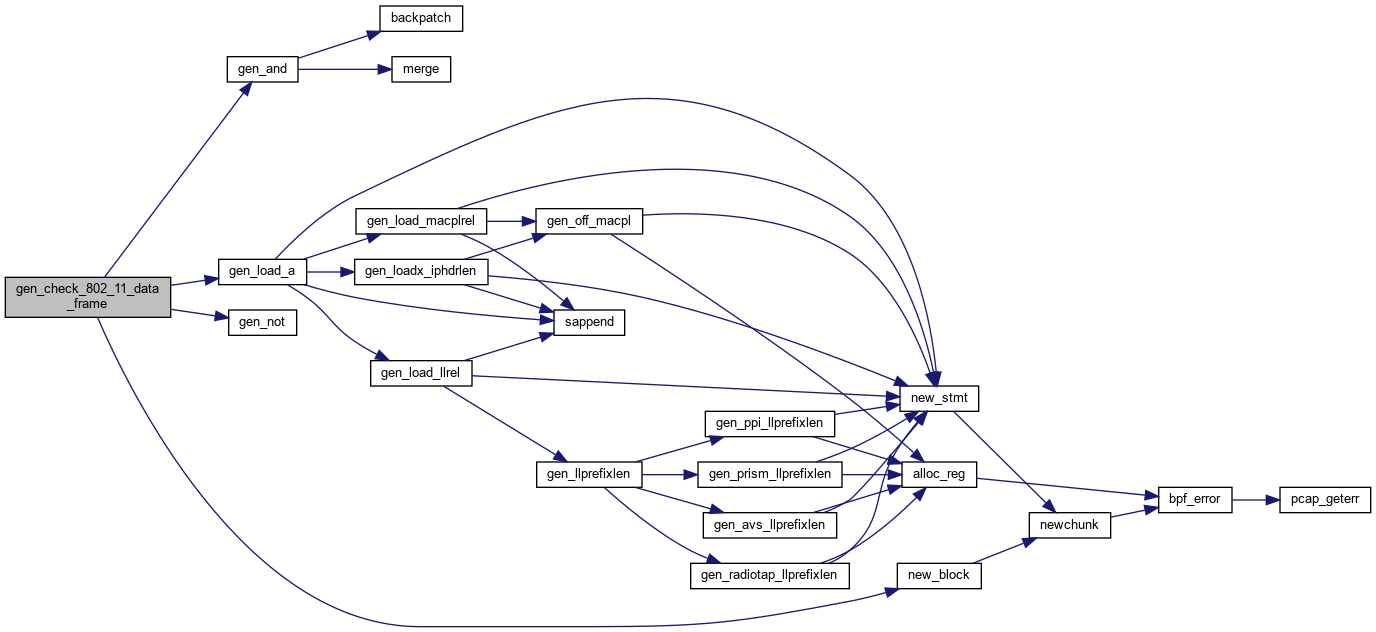 backpatch
gen_and
merge
gen_load_macplrel
gen_off_macpl
gen_load_a
gen_loadx_iphdrlen
gen_check_802_11_data
_frame
gen_not
sappend
gen_load_llrel
new_stmt
gen_ppi_llprefixlen
gen_llprefixlen
gen_prism_llprefixlen
alloc_reg
bpf_error
pcap_geterr
gen_avs_llprefixlen
newchunk
gen_radiotap_llprefixlen
new_block